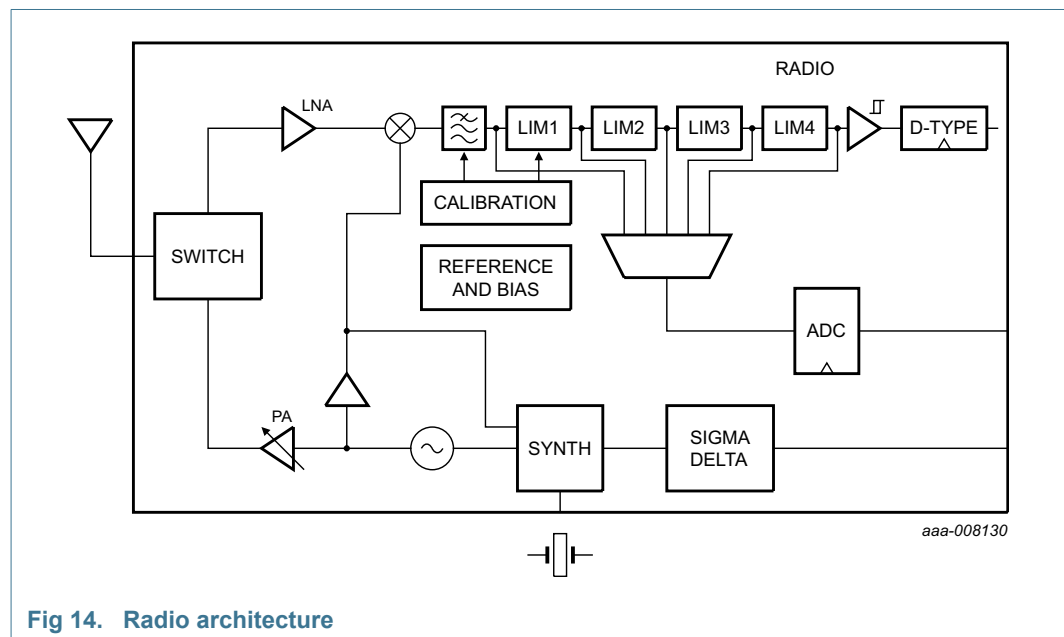 RADIO
LNA
LIM1
LIM2
LIM3
LIM4
D-TYPE
CALIBRATION
SWITCH
REFERENCE
AND BIAS
ADC
PA
SYNTH
SIGMA
DELTA
aaa-008130
Fig 14. Radio architecture